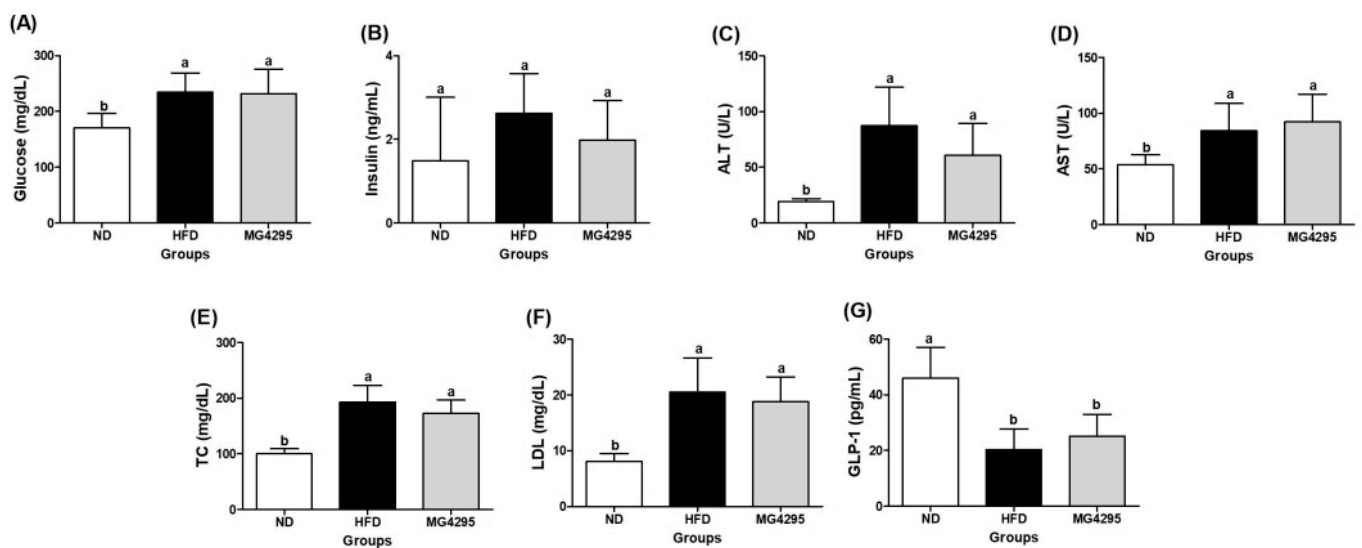 (A)
Glucose (mg/dL)
300
200
100
0
b
a
a
ND HFD MG4295
Groups
(B)
Insulin (ng/mL)
4
2
0
a
a
a
ND HFD MG4295
Groups
(C)
ALT (U/L)
150
100
50
0
b
a
a
ND HFD MG4295
Groups
(D)
AST (U/L)
150
100
50
0
b
a
a
ND HFD MG4295
Groups
(E)
TC (mg/dL)
300
200
100
0
b
a
a
ND HFD MG4295
Groups
(F)
LDL (mg/dL)
30
20
10
0
b
a
a
ND HFD MG4295
Groups
(G)
GLP-1 (pg/mL)
60
40
20
0
a
b
b
ND HFD MG4295
Groups